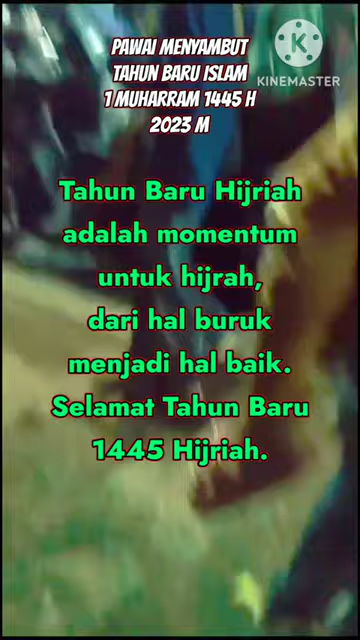 PAWAI MENYAMBUT
TAHUN BARU ISLAM
1 MUHARRAM 1445 H
2023 M
KINEMASTER
Tahun Baru Hijriah
adalah momentum
untuk hijrah,
dari hal buruk
menjadi hal baik.
Selamat Tahun Baru
1445 Hijriah.